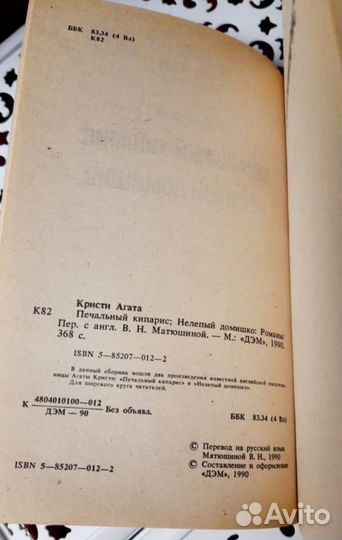 ББК 83.34 (4 Вл)
К82
Кристи Агата
К82 Печальный кипарис; Нелепый домишко: Романы:
Пер. с англ. В. Н. Матюшиной. — М.: «ДЭМ», 1990.
368 с.
ISBN 5—85207—012—2
В данный сборник вошли два произведения известной английской писатель-
ницы Агаты Кристи: «Печальный кипарис» и «Нелепый домишко».
Для широкого круга читателей.
К 4804010100—012 Без объявл.
ДЭМ — 90
ББК 83.34 (4 Вл)
© Перевод на русский язык
Матюшиной В. Н., 1990
© Составление и оформление
«ДЭМ», 1990
ISBN 5—85207—012—2
Avito